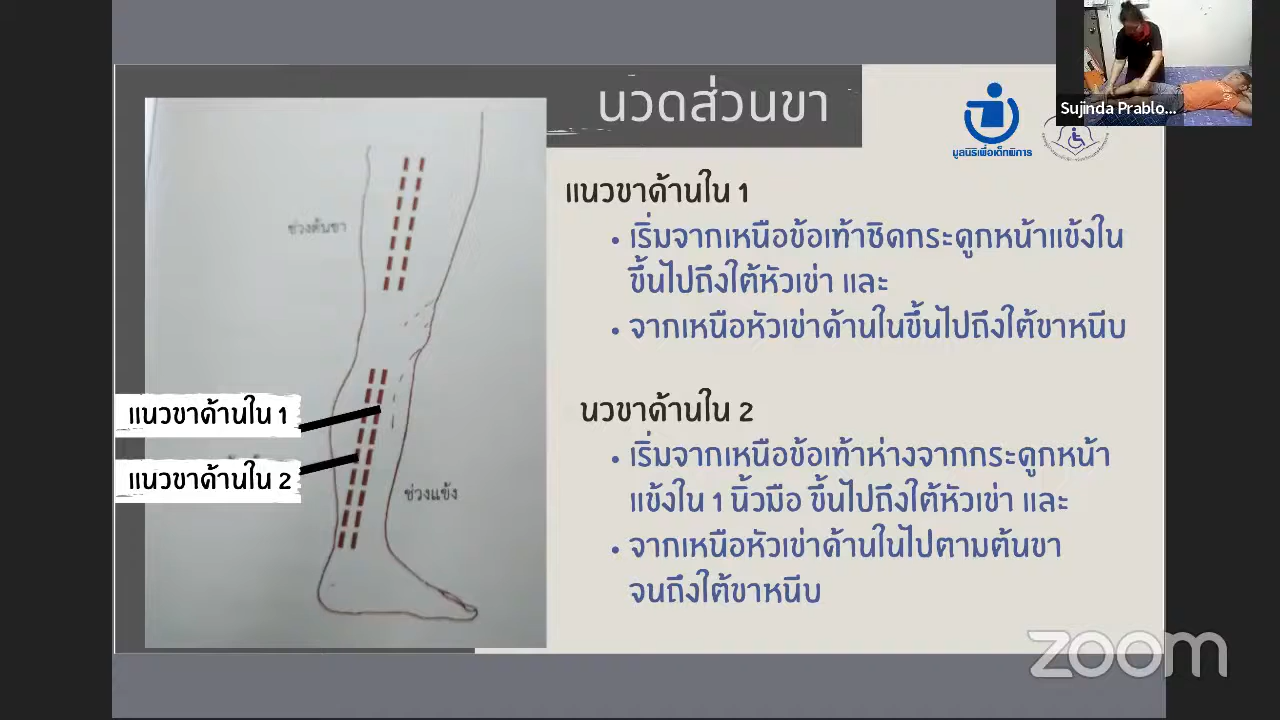 นวดส่วนขา
มูลนิธิเพื่อเด็กพิการ
Sujinda Prablo...
ช่วงต้นขา
แนวขาด้านใน 1
แนวขาด้านใน 2
ช่วงแข้ง
แนวขาด้านใน 1
• เริ่มจากเหนือข้อเท้าชิดกระดูกหน้าแข้งใน
ขึ้นไปถึงใต้หัวเข่า และ
• จากเหนือหัวเข่าด้านในขึ้นไปถึงใต้ขาหนีบ
นวขาด้านใน 2
• เริ่มจากเหนือข้อเท้าห่างจากกระดูกหน้า
แข้งใน 1 นิ้วมือ ขึ้นไปถึงใต้หัวเข่า และ
• จากเหนือหัวเข่าด้านในไปตามต้นขา
จนถึงใต้ขาหนีบ
zoom